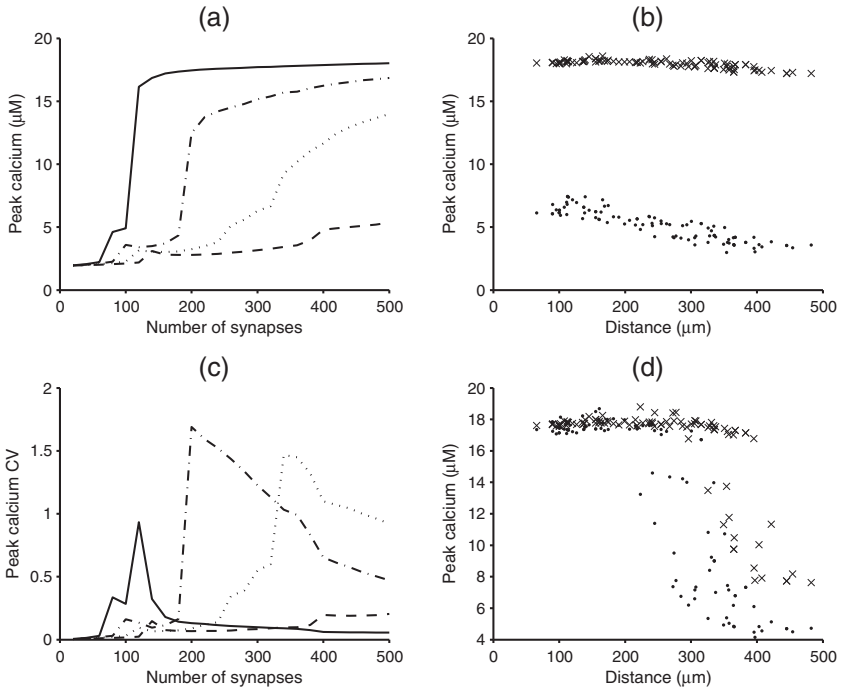 (a)
20
15
10
5
0
Peak calcium (μM)
0 100 200 300 400 500
Number of synapses
(b)
20
15
10
5
0
Peak calcium (μM)
0 100 200 300 400 500
Distance (μm)
(c)
2
1.5
1
0.5
0
Peak calcium CV
0 100 200 300 400 500
Number of synapses
(d)
20
18
16
14
12
10
8
6
4
Peak calcium (μM)
0 100 200 300 400 500
Distance (μm)